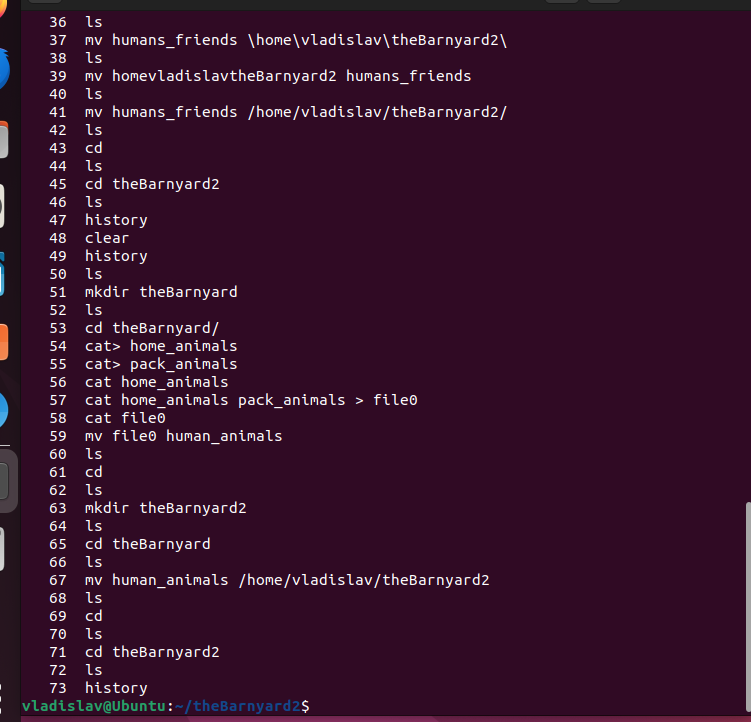 36 ls
37 mv humans_friends \home\vladislav\theBarnyard2\
38 ls
39 mv homevladislavtheBarnyard2 humans_friends
40 ls
41 mv humans_friends /home/vladislav/theBarnyard2/
42 ls
43 cd
44 ls
45 cd theBarnyard2
46 ls
47 history
48 clear
49 history
50 ls
51 mkdir theBarnyard
52 ls
53 cd theBarnyard/
54 cat> home_animals
55 cat> pack_animals
56 cat home_animals
57 cat home_animals pack_animals > file0
58 cat file0
59 mv file0 human_animals
60 ls
61 cd
62 ls
63 mkdir theBarnyard2
64 ls
65 cd theBarnyard
66 ls
67 mv human_animals /home/vladislav/theBarnyard2
68 ls
69 cd
70 ls
71 cd theBarnyard2
72 ls
73 history
vladislav@Ubuntu:~/theBarnyard2$